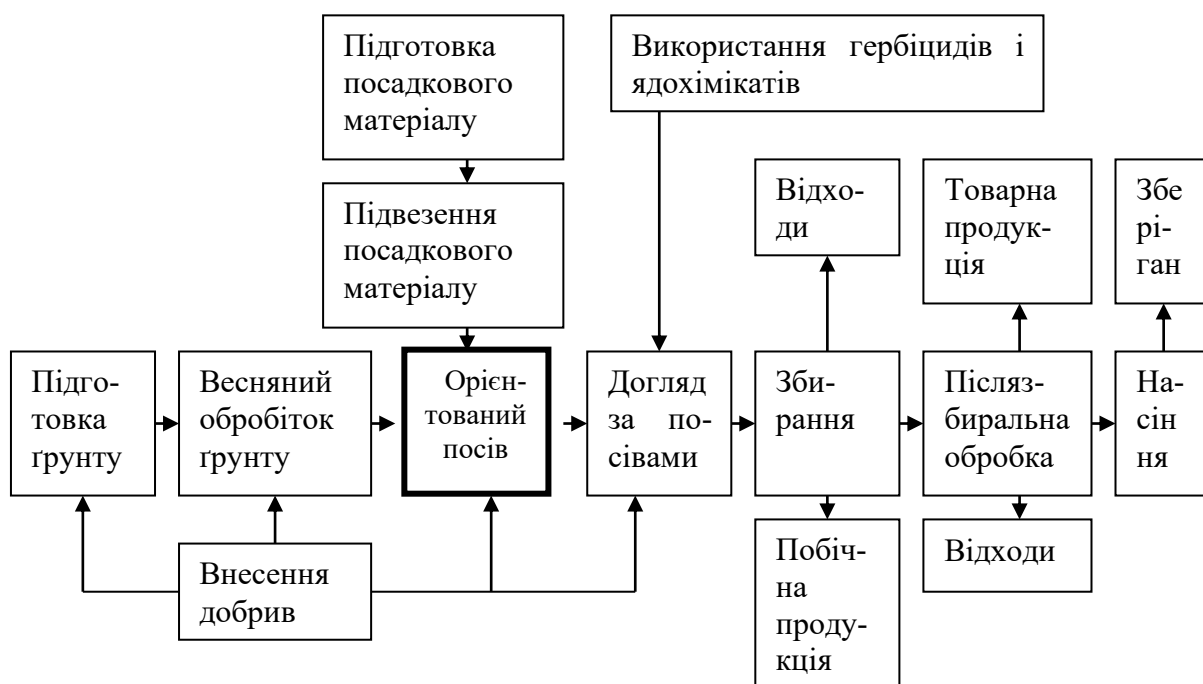 Підготовка
посадкового
матеріалу
Використання гербіцидів і
ядохімікатів
Підвезення
посадкового
матеріалу
Відхо-
ди
Товарна
продук-
ція
Збе
рі-
ган
Підго-
товка
ґрунту
Весняний
обробіток
ґрунту
Орієн-
тований
посів
Догляд
за по-
сівами
Зби-
рання
Післяз-
биральна
обробка
На-
сін
ня
Внесення
добрив
Побіч-
на
проду-
кція
Відходи